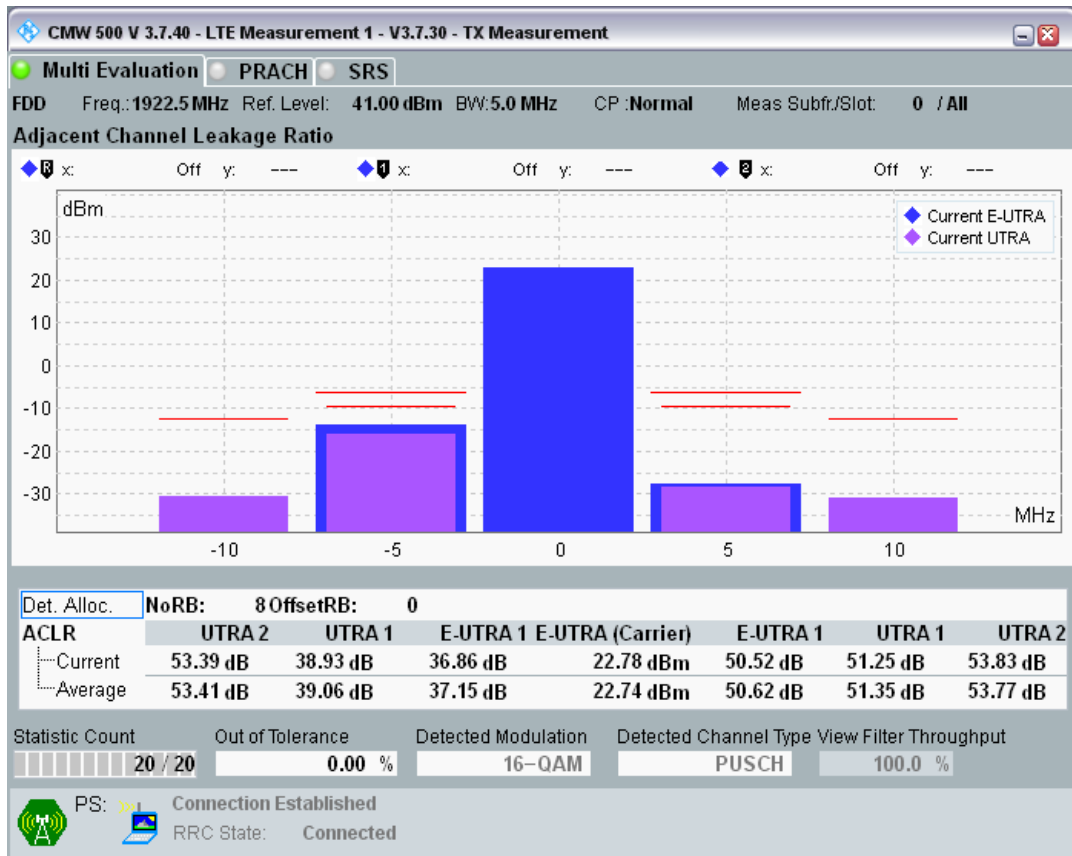 CMW 500 V 3.7.40 - LTE Measurement 1 - V3.7.30 - TX Measurement
Multi Evaluation PRACH SRS
FDD Freq.:1922.5 MHz Ref. Level: 41.00 dBm BW:5.0 MHz CP :Normal Meas Subfr./Slot: 0 / All
Adjacent Channel Leakage Ratio
R x: Off y: --- 1 x: Off y: --- 2 x: Off y: ---
dBm
Current E-UTRA
Current UTRA
30
20
10
0
-10
-20
-30
MHz
-10 -5 0 5 10
Det. Alloc. NoRB: 8 OffsetRB: 0
ACLR UTRA 2 UTRA 1 E-UTRA 1 E-UTRA (Carrier) E-UTRA 1 UTRA 1 UTRA 2
Current 53.39 dB 38.93 dB 36.86 dB 22.78 dBm 50.52 dB 51.25 dB 53.83 dB
Average 53.41 dB 39.06 dB 37.15 dB 22.74 dBm 50.62 dB 51.35 dB 53.77 dB
Statistic Count Out of Tolerance Detected Modulation Detected Channel Type View Filter Throughput
20 / 20 0.00 % 16-QAM PUSCH 100.0 %
PS: Connection Established
RRC State: Connected